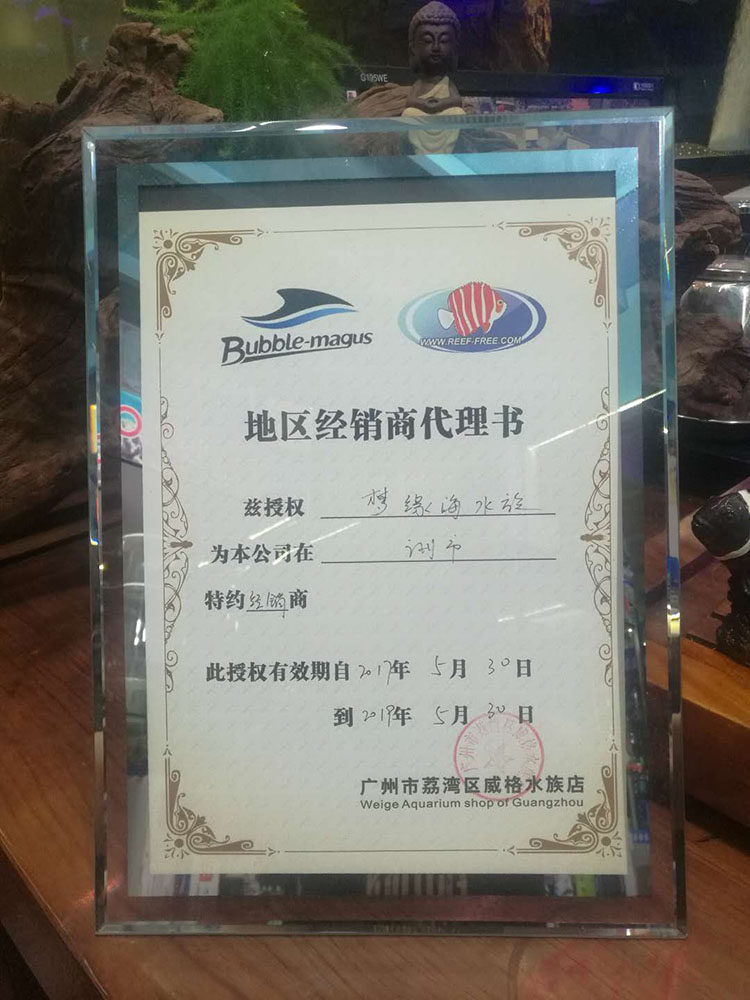 G195WE
Bubble-magus
WWW.REEF-FREE.COM
地区经销商代理书
兹授权 梦缘海水族
为本公司在
特约经销商
此授权有效期自2017年 5月 30日
到2019年 5月 30日
广州市荔湾区威格水族店
Weige Aquarium shop of Guangzhou